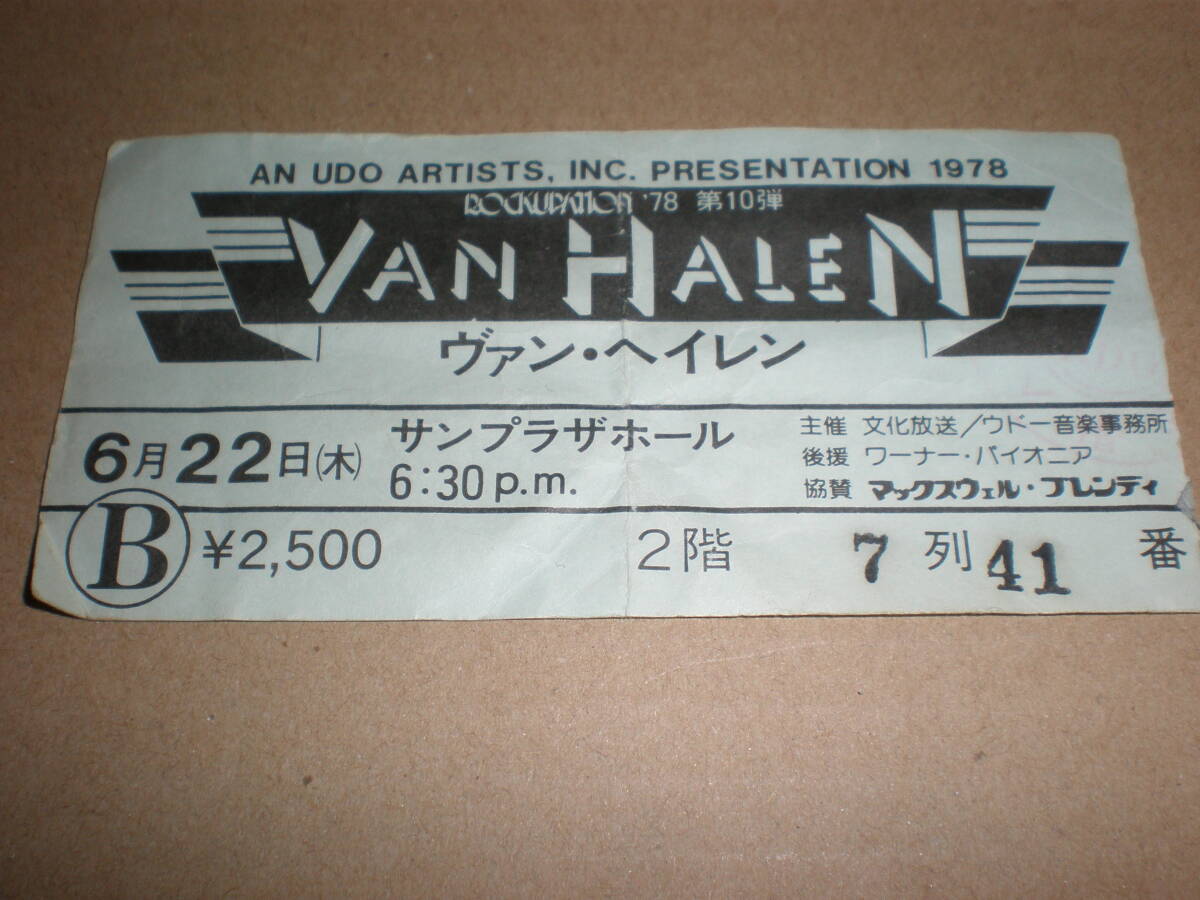 AN UDO ARTISTS, INC. PRESENTATION 1978
ROCKUPATION '78 第10弾
VAN HALEN
ヴァン・ヘイレン
6月22日(木)
サンプラザホール
6:30 p.m.
主催 文化放送/ウドー音楽事務所
後援 ワーナー・パイオニア
協賛 マックスウェル・ブレンディ
B ¥2,500 2階 7列 41番